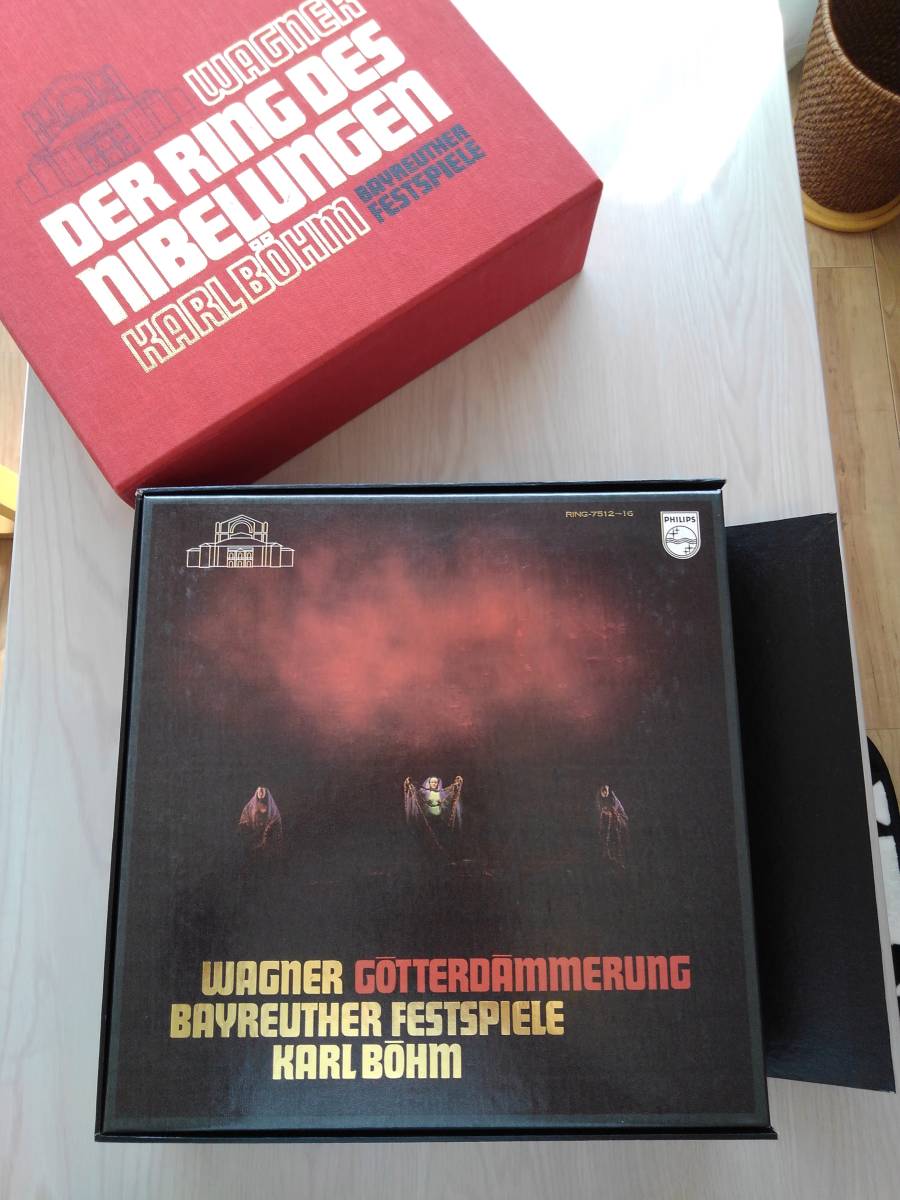 WAGNER
DER RING DES
NIBELUNGEN
KARL BÖHM
BAYREUTHER
FESTSPIELE
RING-7512~16
PHILIPS
WAGNER GÖTTERDÄMMERUNG
BAYREUTHER FESTSPIELE
KARL BÖHM